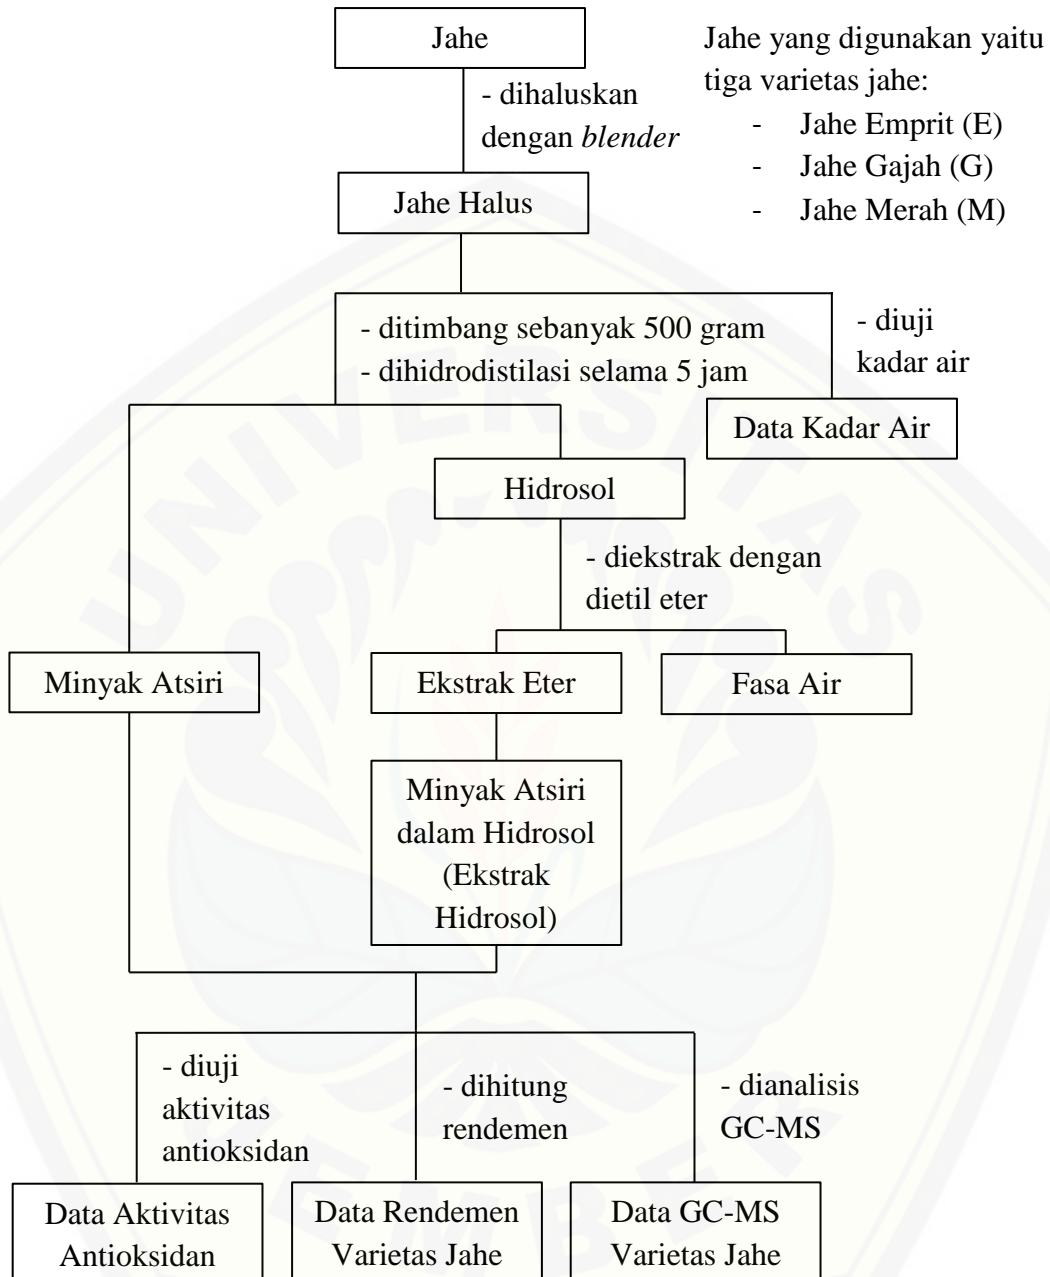 Jahe
Jahe yang digunakan yaitu
tiga varietas jahe:
- Jahe Emprit (E)
- Jahe Gajah (G)
- Jahe Merah (M)
- dihaluskan
dengan blender
Jahe Halus
- ditimbang sebanyak 500 gram
- dihidrodistilasi selama 5 jam
- diuji
kadar air
Data Kadar Air
Hidrosol
- diekstrak dengan
dietil eter
Minyak Atsiri
Ekstrak Eter
Fasa Air
Minyak Atsiri
dalam Hidrosol
(Ekstrak
Hidrosol)
- diuji
aktivitas
antioksidan
- dihitung
rendemen
- dianalisis
GC-MS
Data Aktivitas
Antioksidan
Data Rendemen
Varietas Jahe
Data GC-MS
Varietas Jahe
UNIVERSITAS
JEMBER